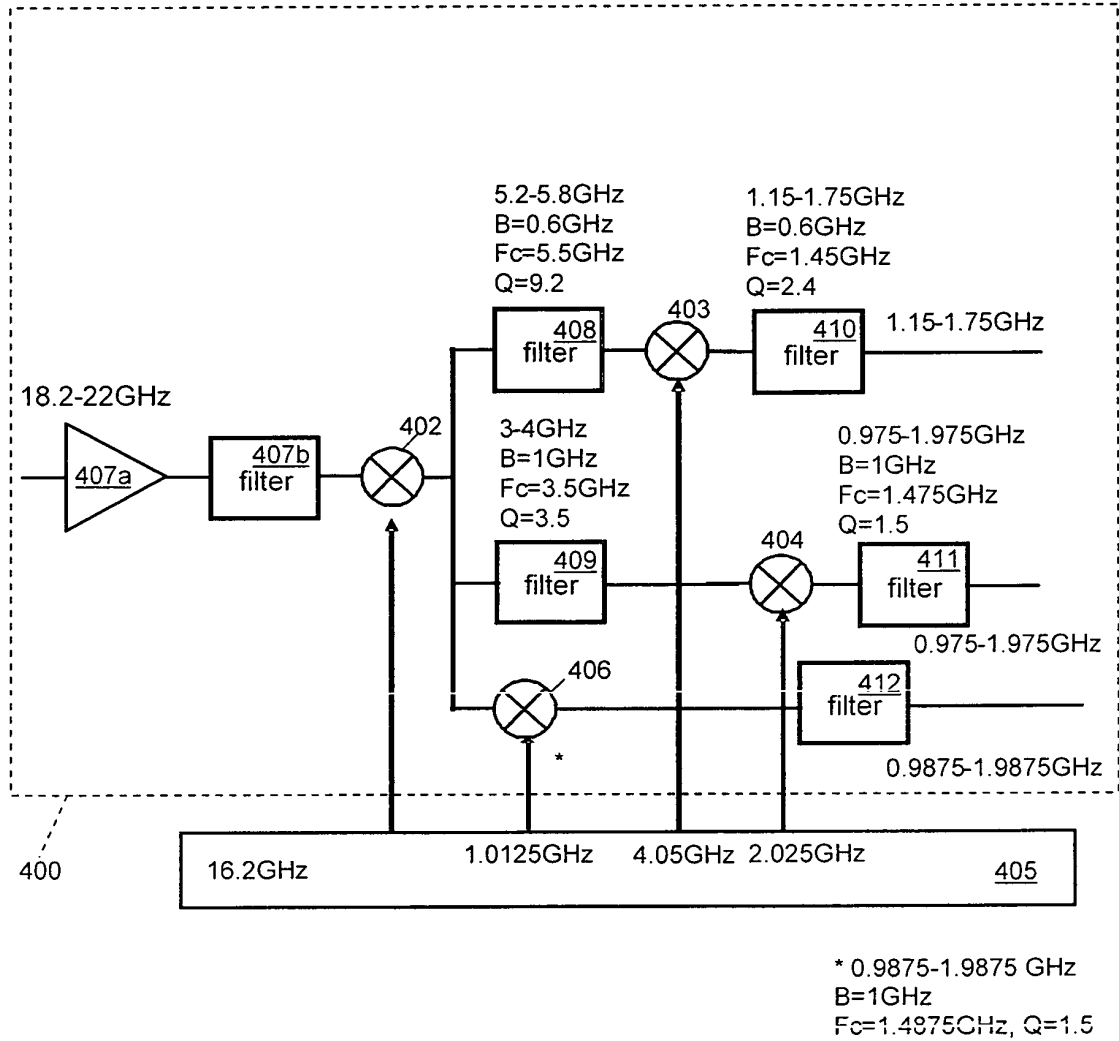 5.2-5.8GHz
B=0.6GHz
Fc=5.5GHz
Q=9.2
1.15-1.75GHz
B=0.6GHz
Fc=1.45GHz
Q=2.4
403
408
filter
410
filter
1.15-1.75GHz
18.2-22GHz
407a
407b
filter
402
3-4GHz
B=1GHz
Fc=3.5GHz
Q=3.5
0.975-1.975GHz
B=1GHz
Fc=1.475GHz
Q=1.5
409
filter
404
411
filter
0.975-1.975GHz
406
412
filter
*
0.9875-1.9875GHz
400
16.2GHz
1.0125GHz
4.05GHz
2.025GHz
405
* 0.9875-1.9875 GHz
B=1GHz
Fc=1.4875GHz, Q=1.5